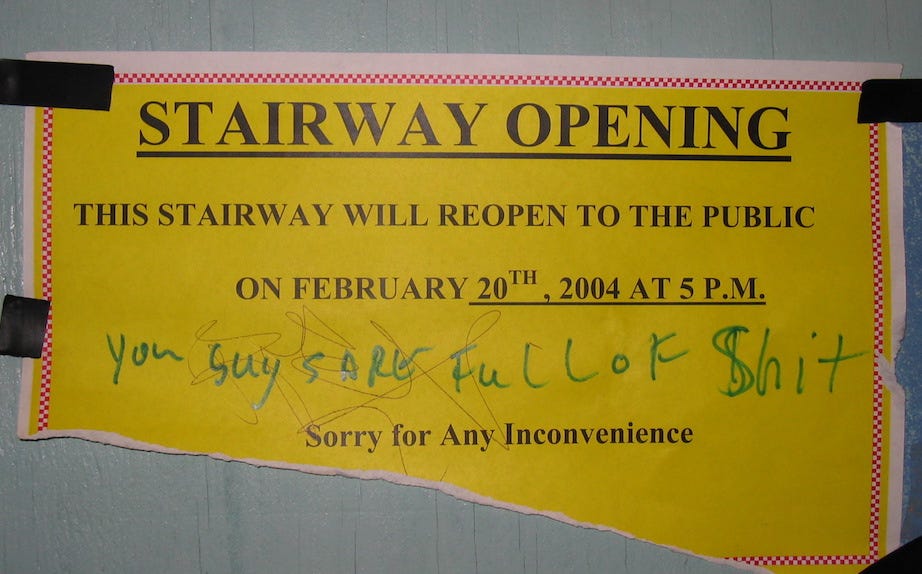 STAIRWAY OPENING
THIS STAIRWAY WILL REOPEN TO THE PUBLIC
ON FEBRUARY 20TH, 2004 AT 5 P.M.
You guys ARE FuLL oF $hit
Sorry for Any Inconvenience